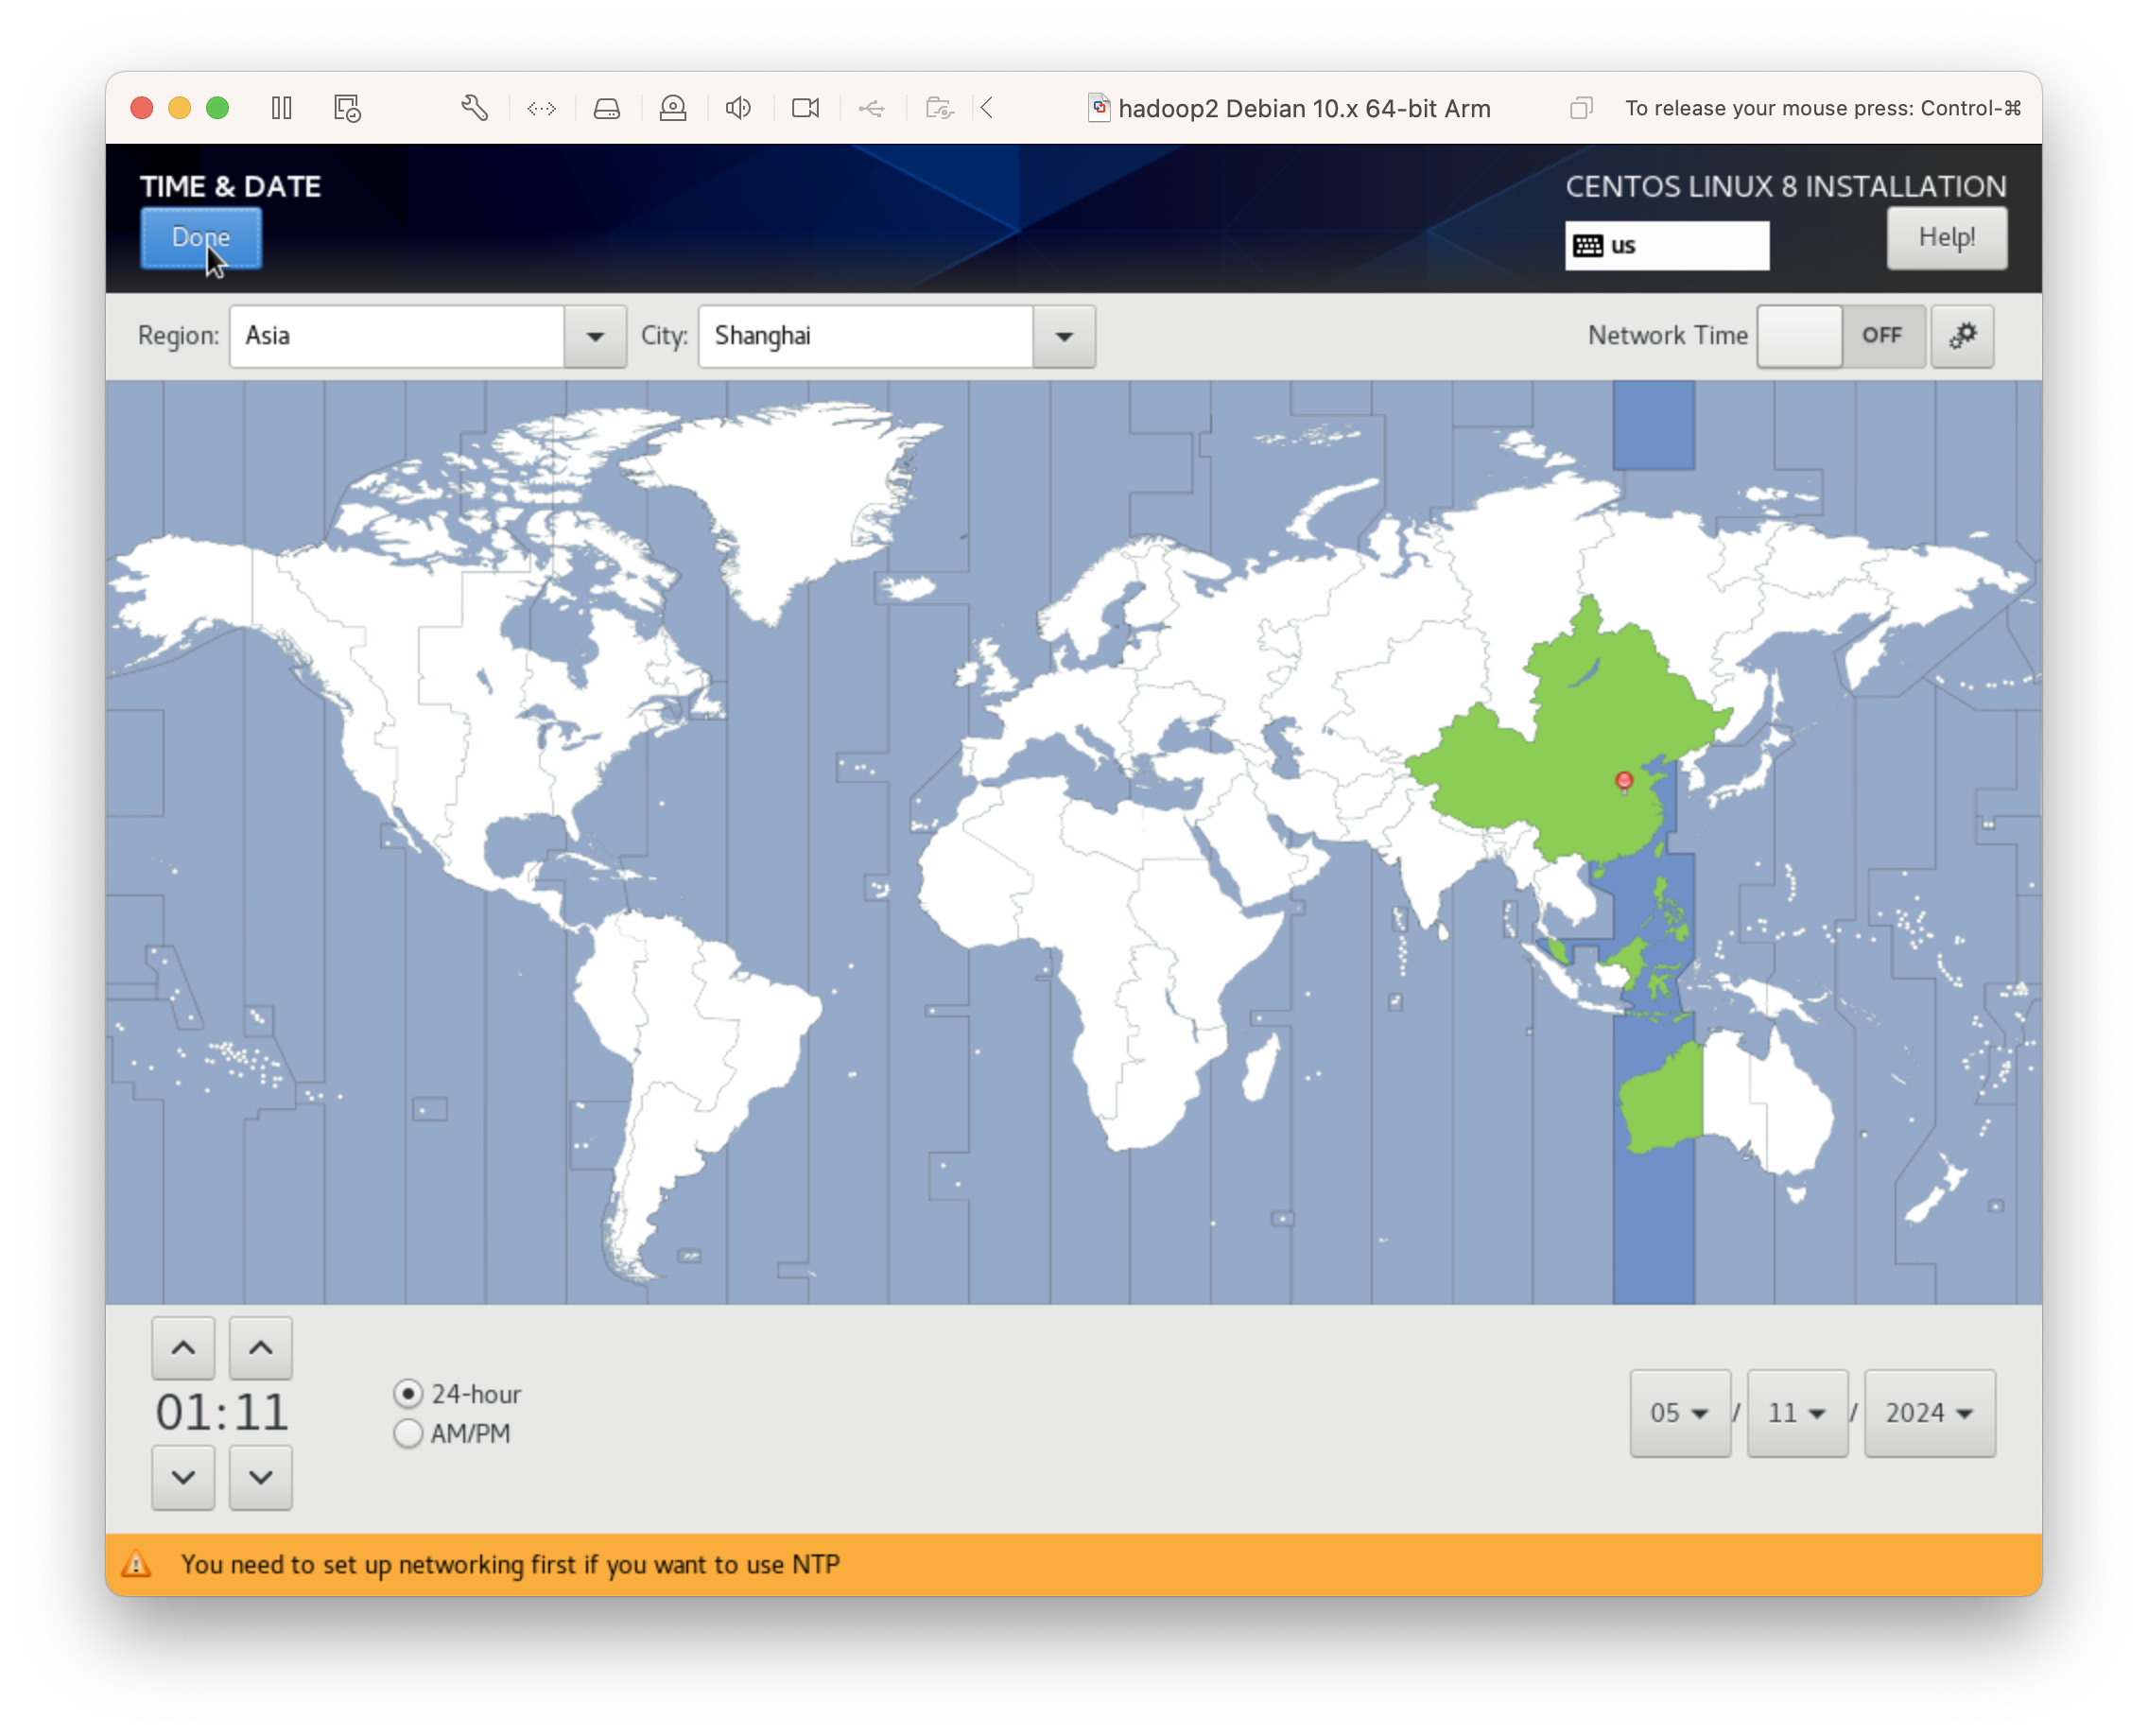 hadoop2 Debian 10.x 64-bit Arm
To release your mouse press: Control-⌘
TIME & DATE
CENTOS LINUX 8 INSTALLATION
Done
us
Help!
Region:
Asia
City:
Shanghai
Network Time
OFF
01:11
24-hour
AM/PM
05 / 11 / 2024
You need to set up networking first if you want to use NTP